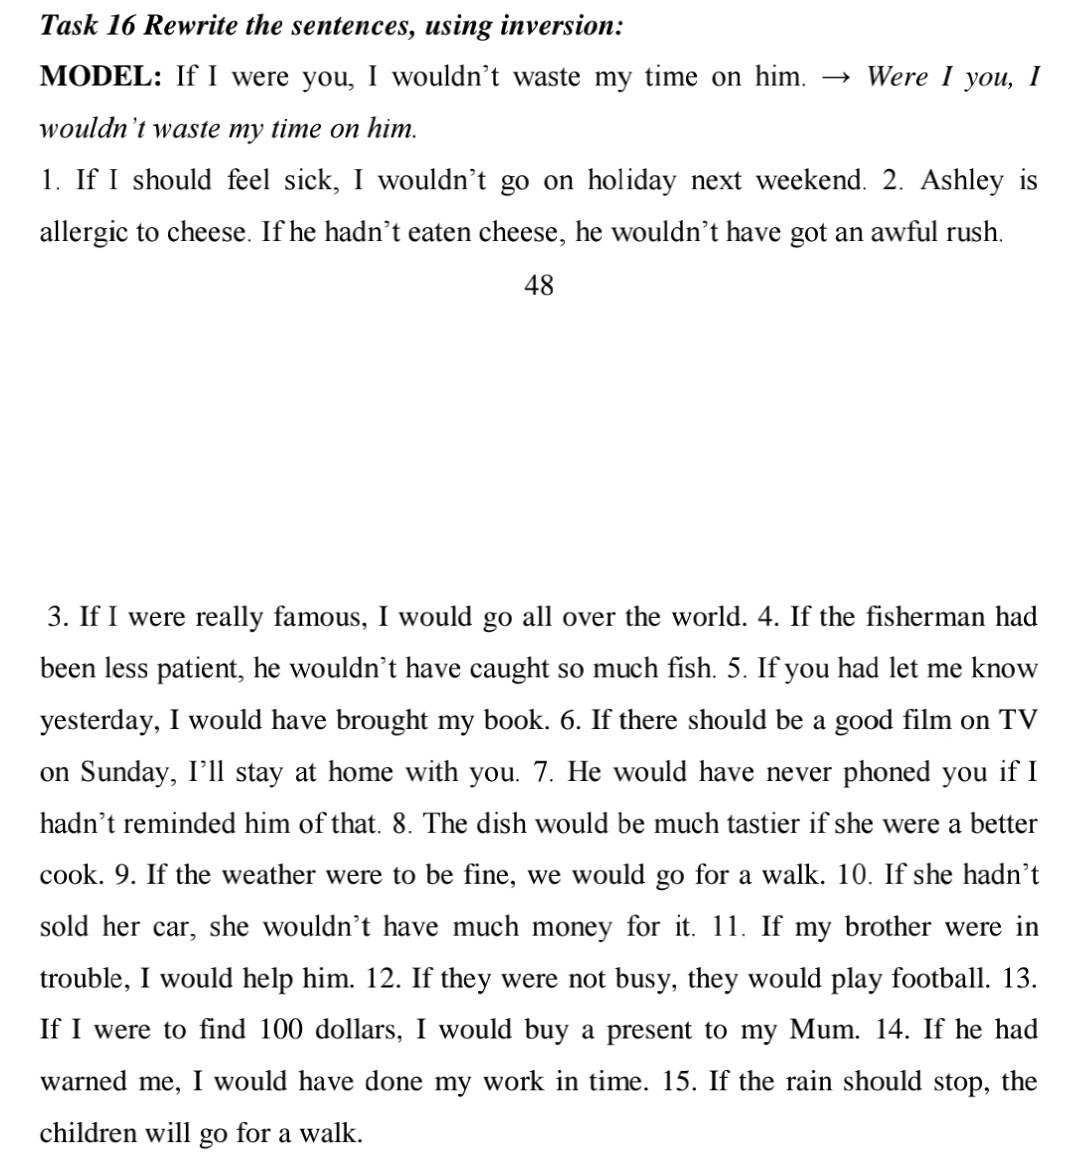 Task 16 Rewrite the sentences, using inversion:
MODEL: If I were you, I wouldn’t waste my time on him. → Were I you, I
wouldn’t waste my time on him.
1. If I should feel sick, I wouldn’t go on holiday next weekend. 2. Ashley is
allergic to cheese. If he hadn’t eaten cheese, he wouldn’t have got an awful rush.
48
3. If I were really famous, I would go all over the world. 4. If the fisherman had
been less patient, he wouldn’t have caught so much fish. 5. If you had let me know
yesterday, I would have brought my book. 6. If there should be a good film on TV
on Sunday, I’ll stay at home with you. 7. He would have never phoned you if I
hadn’t reminded him of that. 8. The dish would be much tastier if she were a better
cook. 9. If the weather were to be fine, we would go for a walk. 10. If she hadn’t
sold her car, she wouldn’t have much money for it. 11. If my brother were in
trouble, I would help him. 12. If they were not busy, they would play football. 13.
If I were to find 100 dollars, I would buy a present to my Mum. 14. If he had
warned me, I would have done my work in time. 15. If the rain should stop, the
children will go for a walk.